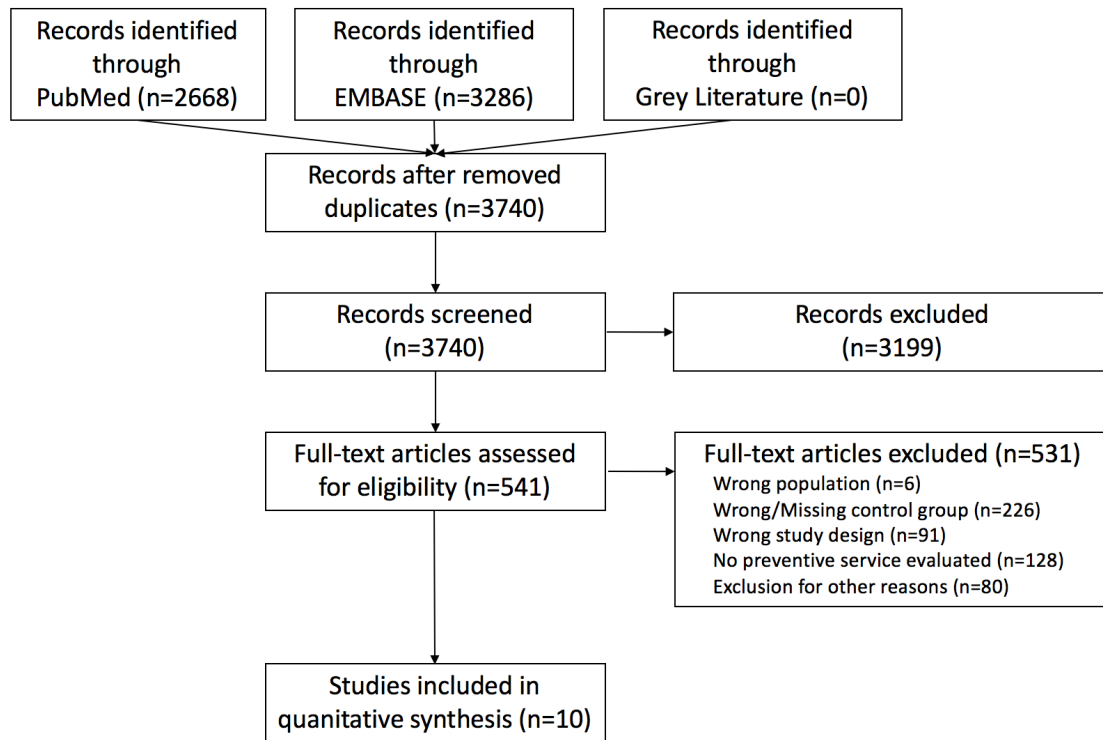 Records identified
through
PubMed (n=2668)
Records identified
through
EMBASE (n=3286)
Records identified
through
Grey Literature (n=0)
Records after removed
duplicates (n=3740)
Records screened
(n=3740)
Records excluded
(n=3199)
Full-text articles assessed
for eligibility (n=541)
Full-text articles excluded (n=531)
Wrong population (n=6)
Wrong/Missing control group (n=226)
Wrong study design (n=91)
No preventive service evaluated (n=128)
Exclusion for other reasons (n=80)
Studies included in
quanitative synthesis (n=10)